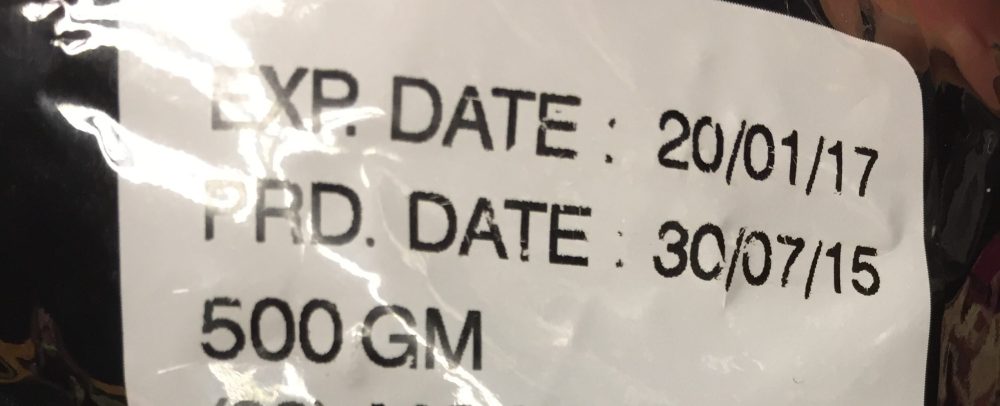 EXP. DATE : 20/01/17
PRD. DATE : 30/07/15
500 GM